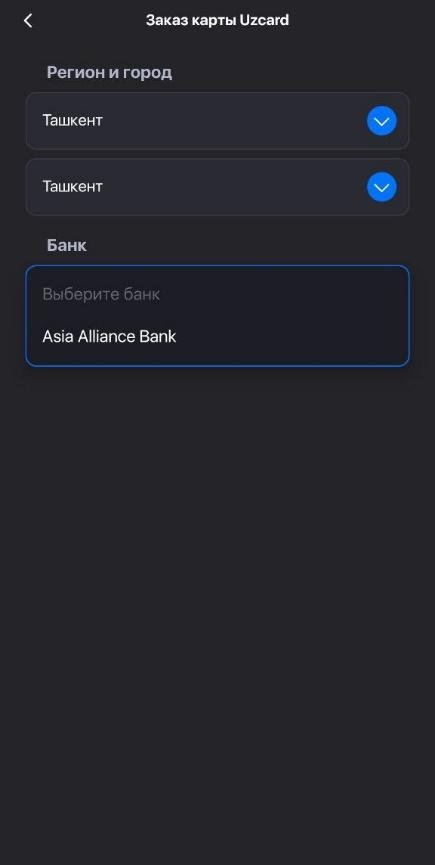 Заказ карты Uzcard
Регион и город
Ташкент
Ташкент
Банк
Выберите банк
Asia Alliance Bank